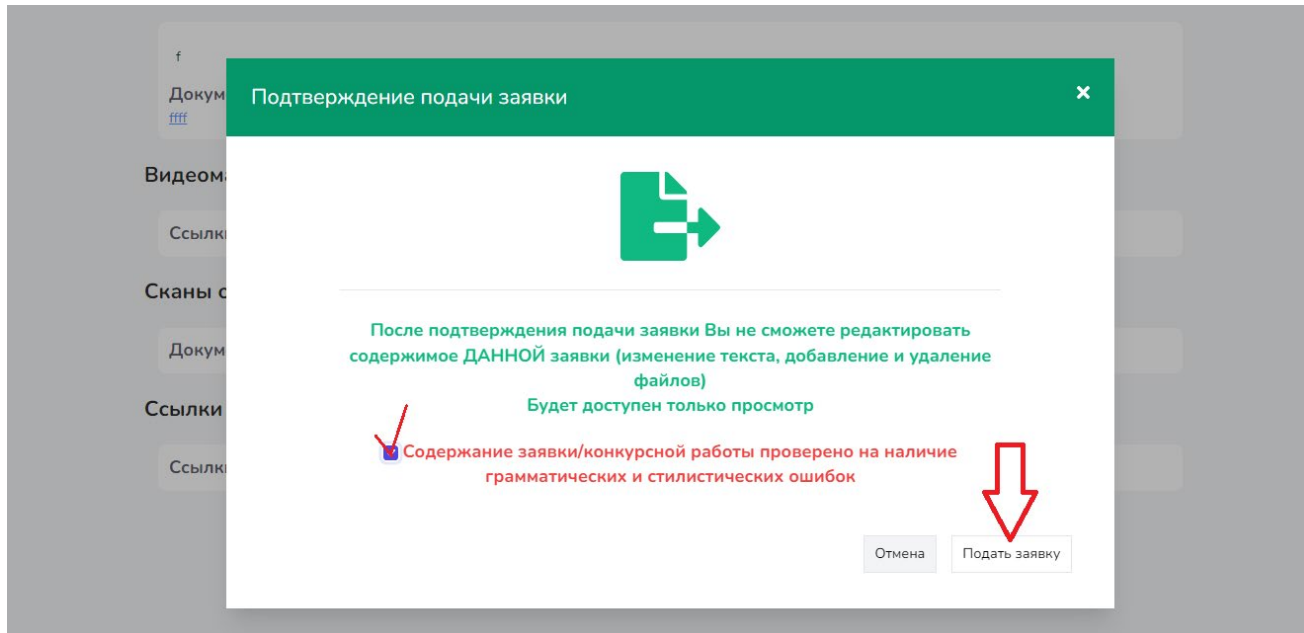 f
Докум
ffff
Видеом
Ссылк
Сканы с
Докум
Ссылки
Ссылк
Подтверждение подачи заявки
После подтверждения подачи заявки Вы не сможете редактировать
содержимое ДАННОЙ заявки (изменение текста, добавление и удаление
файлов)
Будет доступен только просмотр
Содержание заявки/конкурсной работы проверено на наличие
грамматических и стилистических ошибок
Отмена
Подать заявку